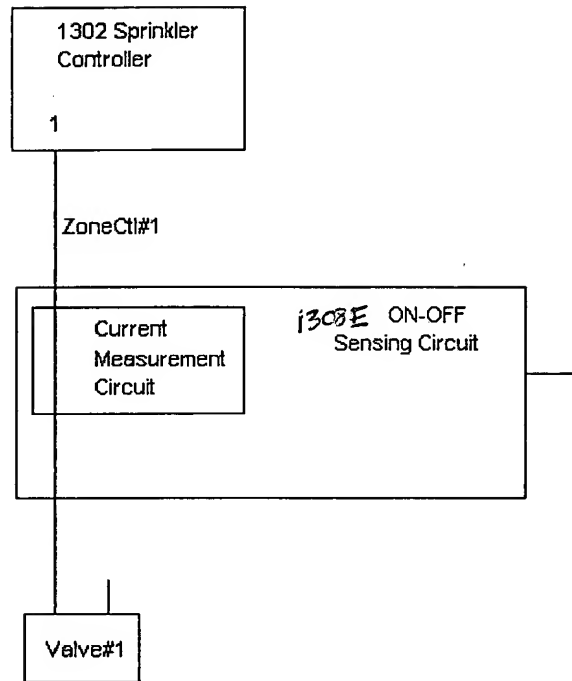 1302 Sprinkler
Controller
1
ZoneCtl#1
Current
Measurement
Circuit
1308E ON-OFF
Sensing Circuit
Valve#1